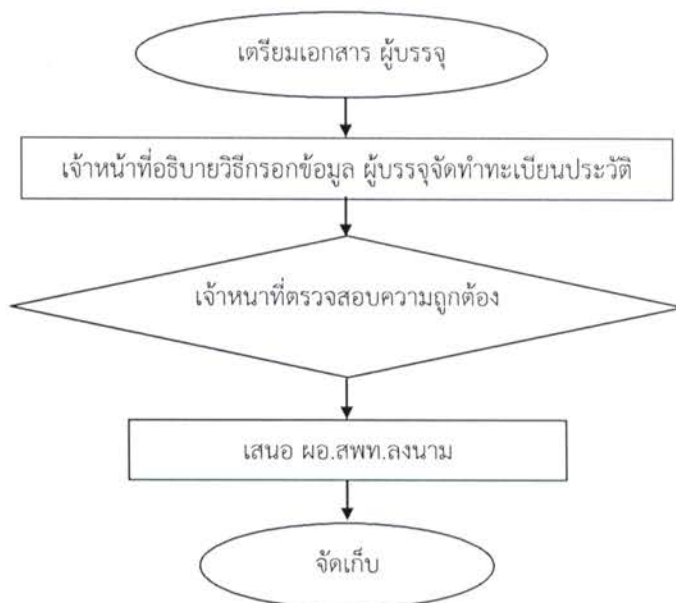 เตรียมเอกสาร ผู้บรรจุ
เจ้าหน้าที่อธิบายวิธีกรอกข้อมูล ผู้บรรจุจัดทำทะเบียนประวัติ
เจ้าหนาที่ตรวจสอบความถูกต้อง
เสนอ ผอ.สพท.ลงนาม
จัดเก็บ